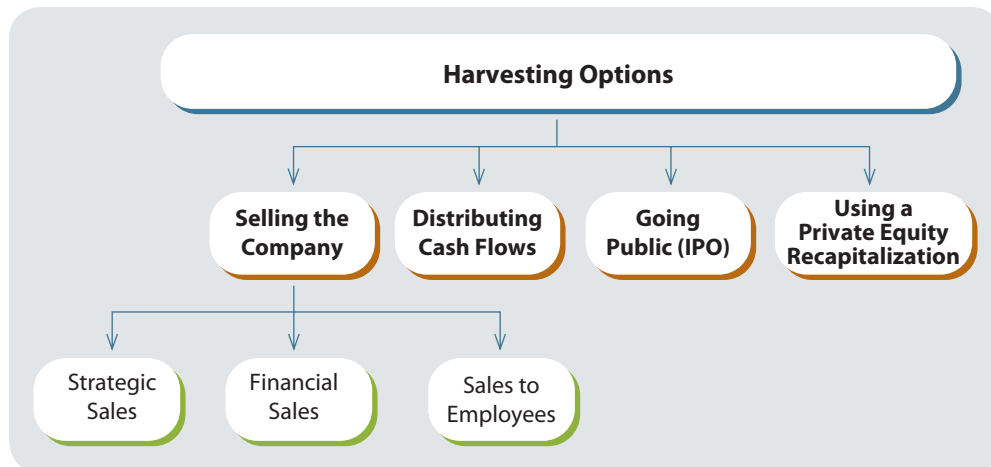 Harvesting Options
Selling the
Company
Distributing
Cash Flows
Going
Public (IPO)
Using a
Private Equity
Recapitalization
Strategic
Sales
Financial
Sales
Sales to
Employees